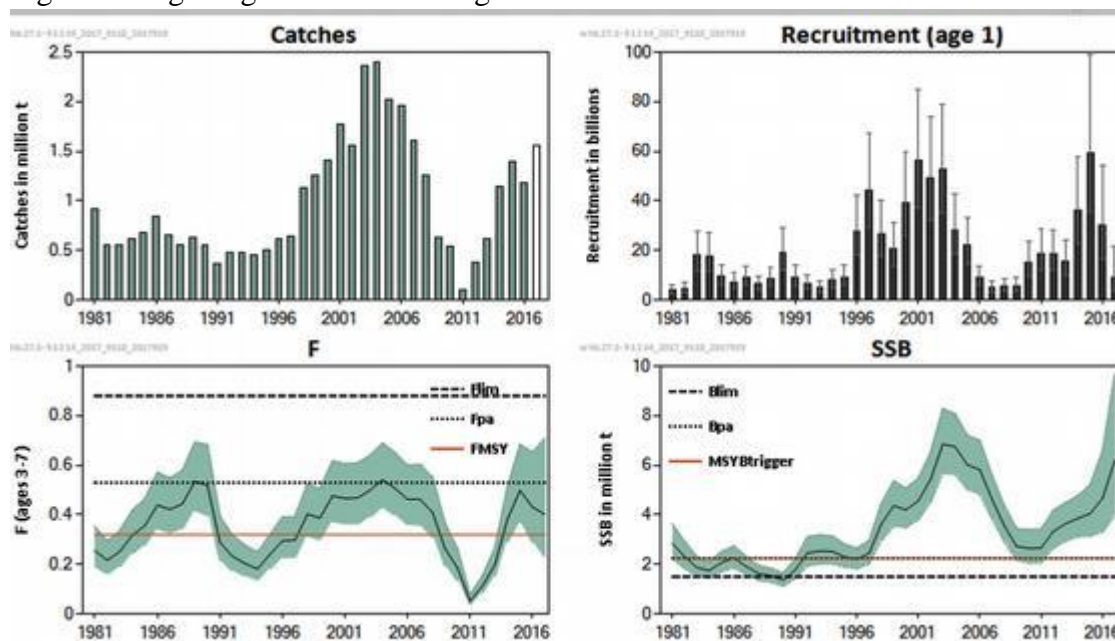 Catches
Catches in million t
2.5
2
1.5
1
0.5
0
1981 1986 1991 1996 2001 2006 2011 2016
Recruitment (age 1)
Recruitment in billions
100
80
60
40
20
0
1981 1986 1991 1996 2001 2006 2011 2016
F
F (ages 3-7)
1
0.8
0.6
0.4
0.2
0
Flim
Fpa
FMSY
1981 1986 1991 1996 2001 2006 2011 2016
SSB
SSB in million t
10
8
6
4
2
0
Blim
Bpa
MSYBtrigger
1981 1986 1991 1996 2001 2006 2011 2016